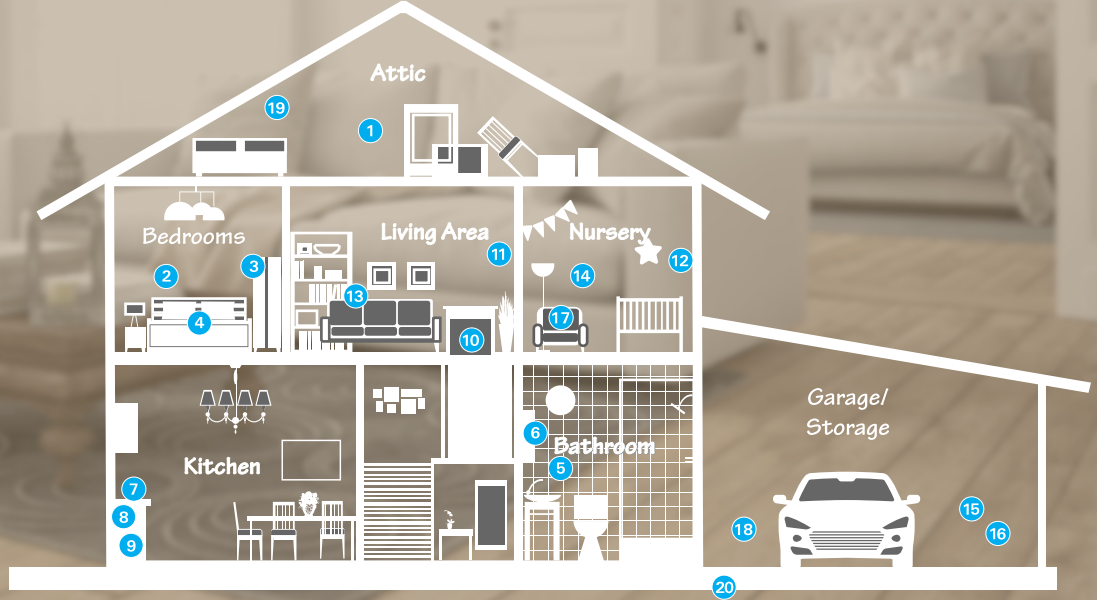 Attic
19
1
Bedrooms
Living Area
Nursery
2
3
11
12
14
13
4
17
10
Garage/
Storage
Kitchen
6
Bathroom
5
7
8
9
15
16
18
20